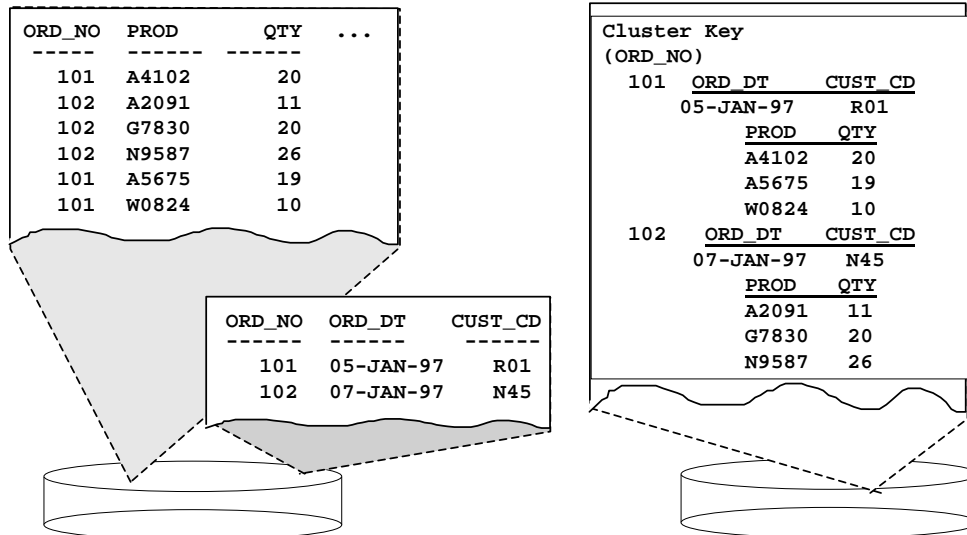 ORD_NO PROD QTY ...
------ ------- -------
101 A4102 20
102 A2091 11
102 G7830 20
102 N9587 26
101 A5675 19
101 W0824 10
ORD_NO ORD_DT CUST_CD
------- ------- -------
101 05-JAN-97 R01
102 07-JAN-97 N45
Cluster Key
(ORD_NO)
101 ORD_DT CUST_CD
05-JAN-97 R01
PROD QTY
A4102 20
A5675 19
W0824 10
102 ORD_DT CUST_CD
07-JAN-97 N45
PROD QTY
A2091 11
G7830 20
N9587 26